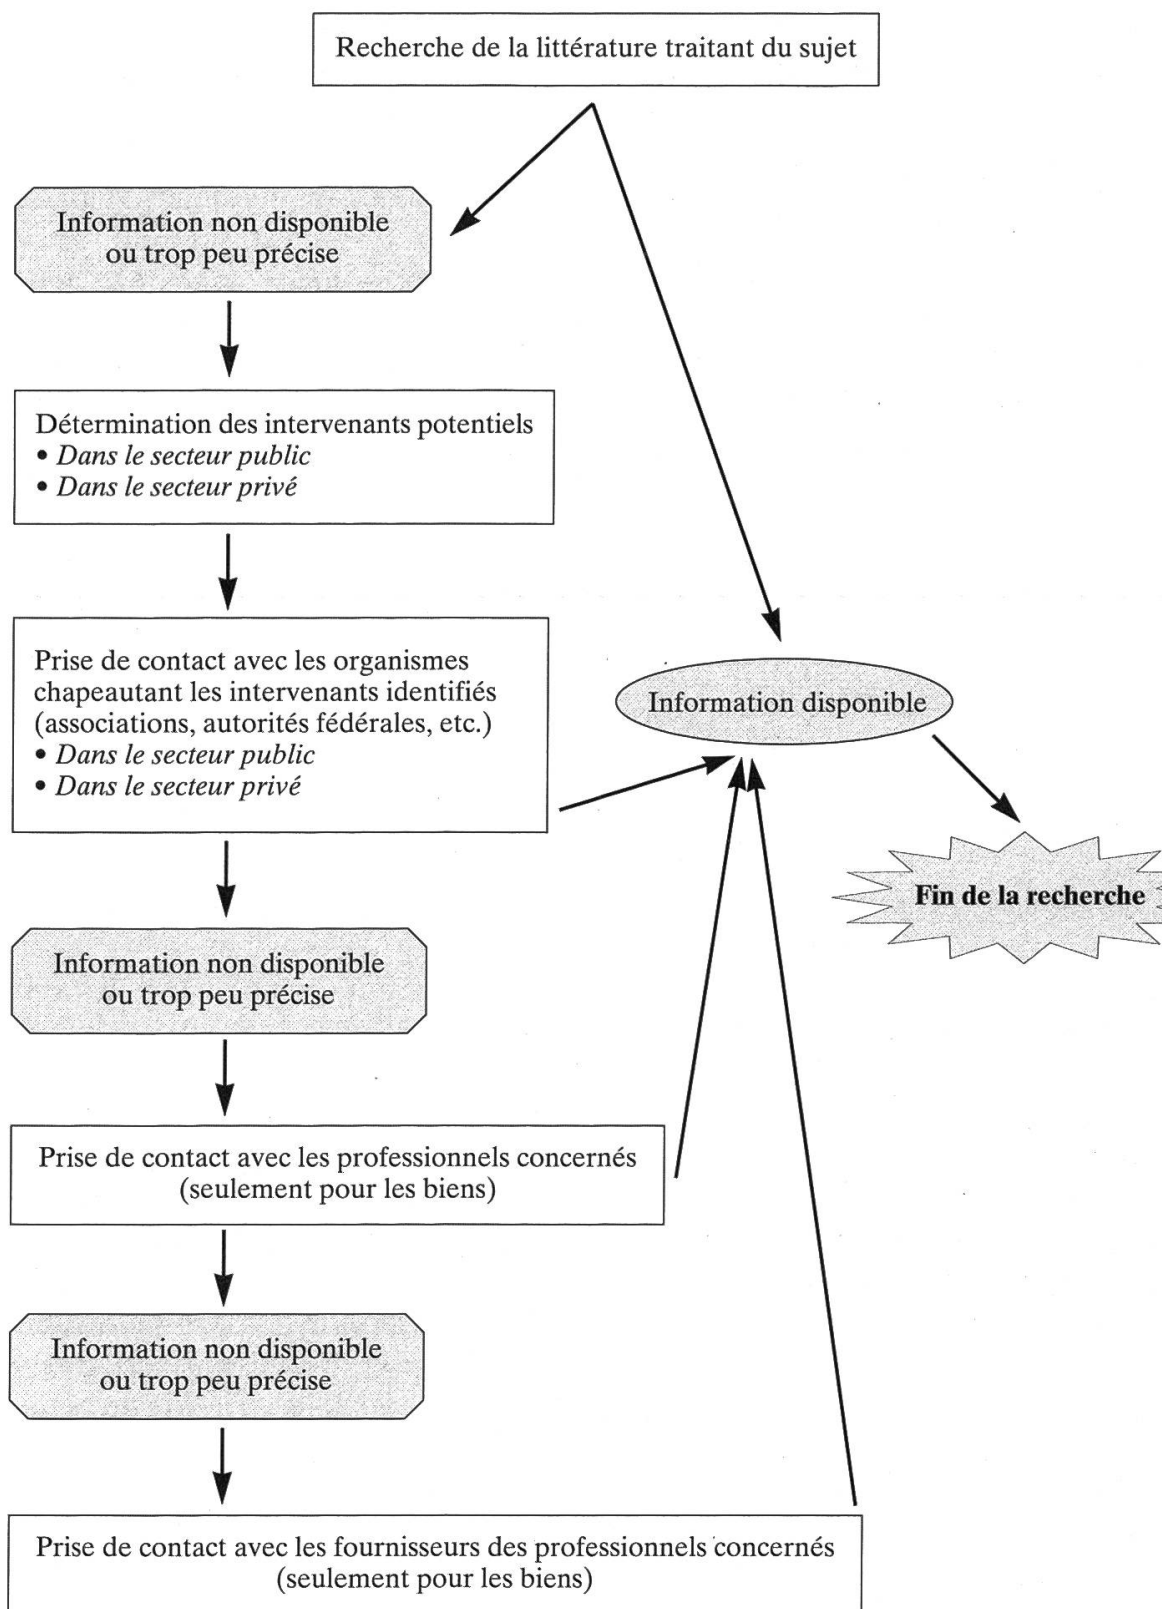 Recherche de la littérature traitant du sujet
Information non disponible
ou trop peu précise
Détermination des intervenants potentiels
• Dans le secteur public
• Dans le secteur privé
Prise de contact avec les organismes
chapeautant les intervenants identifiés
(associations, autorités fédérales, etc.)
• Dans le secteur public
• Dans le secteur privé
Information disponible
Fin de la recherche
Information non disponible
ou trop peu précise
Prise de contact avec les professionnels concernés
(seulement pour les biens)
Information non disponible
ou trop peu précise
Prise de contact avec les fournisseurs des professionnels concernés
(seulement pour les biens)